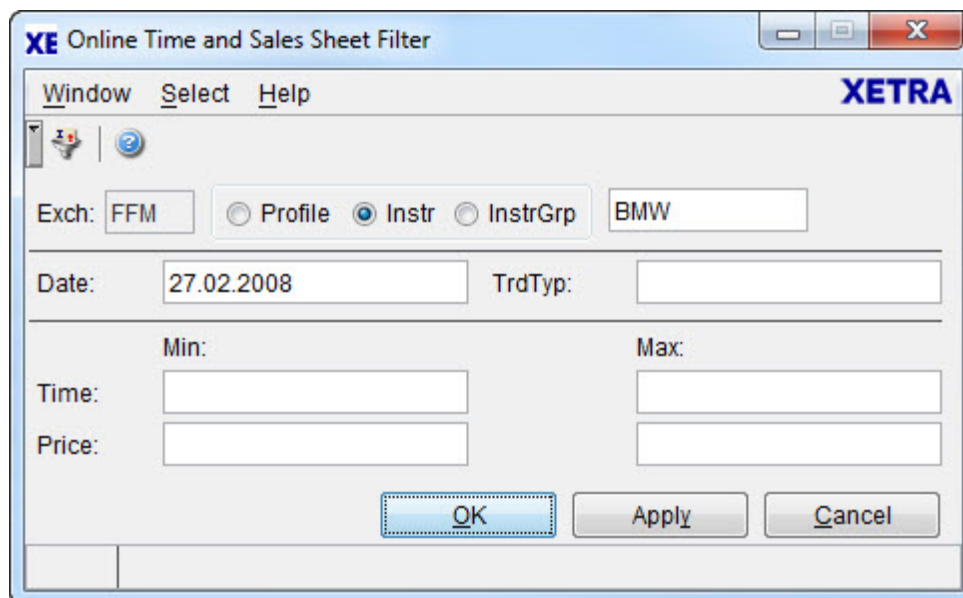 XE Online Time and Sales Sheet Filter
Window Select Help XETRA
Exch: FFM Profile Instr InstrGrp BMW
Date: 27.02.2008 TrdTyp:
Min: Max:
Time:
Price:
OK Apply Cancel